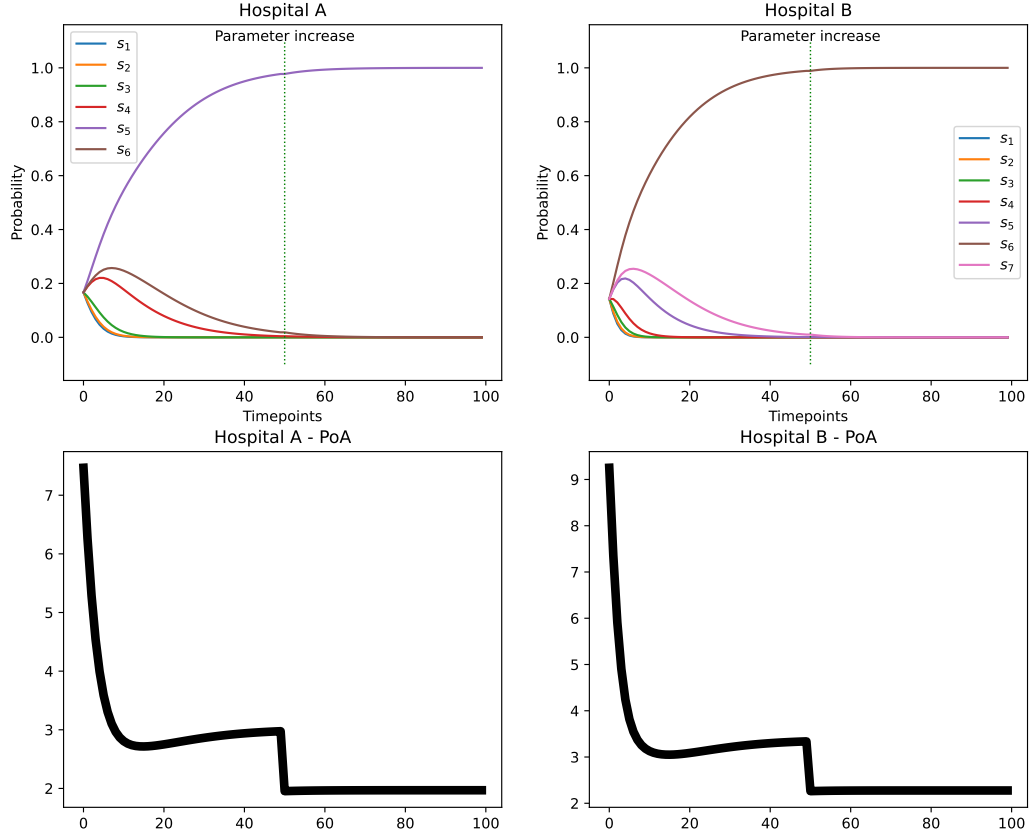 Hospital A
Parameter increase
s1
s2
s3
s4
s5
s6
1.0
0.8
0.6
0.4
0.2
0.0
Probability
0
20
40
60
80
100
Timepoints
Hospital B
Parameter increase
s1
s2
s3
s4
s5
s6
s7
1.0
0.8
0.6
0.4
0.2
0.0
Probability
0
20
40
60
80
100
Timepoints
Hospital A - PoA
7
6
5
4
3
2
0
20
40
60
80
100
Hospital B - PoA
9
8
7
6
5
4
3
2
0
20
40
60
80
100